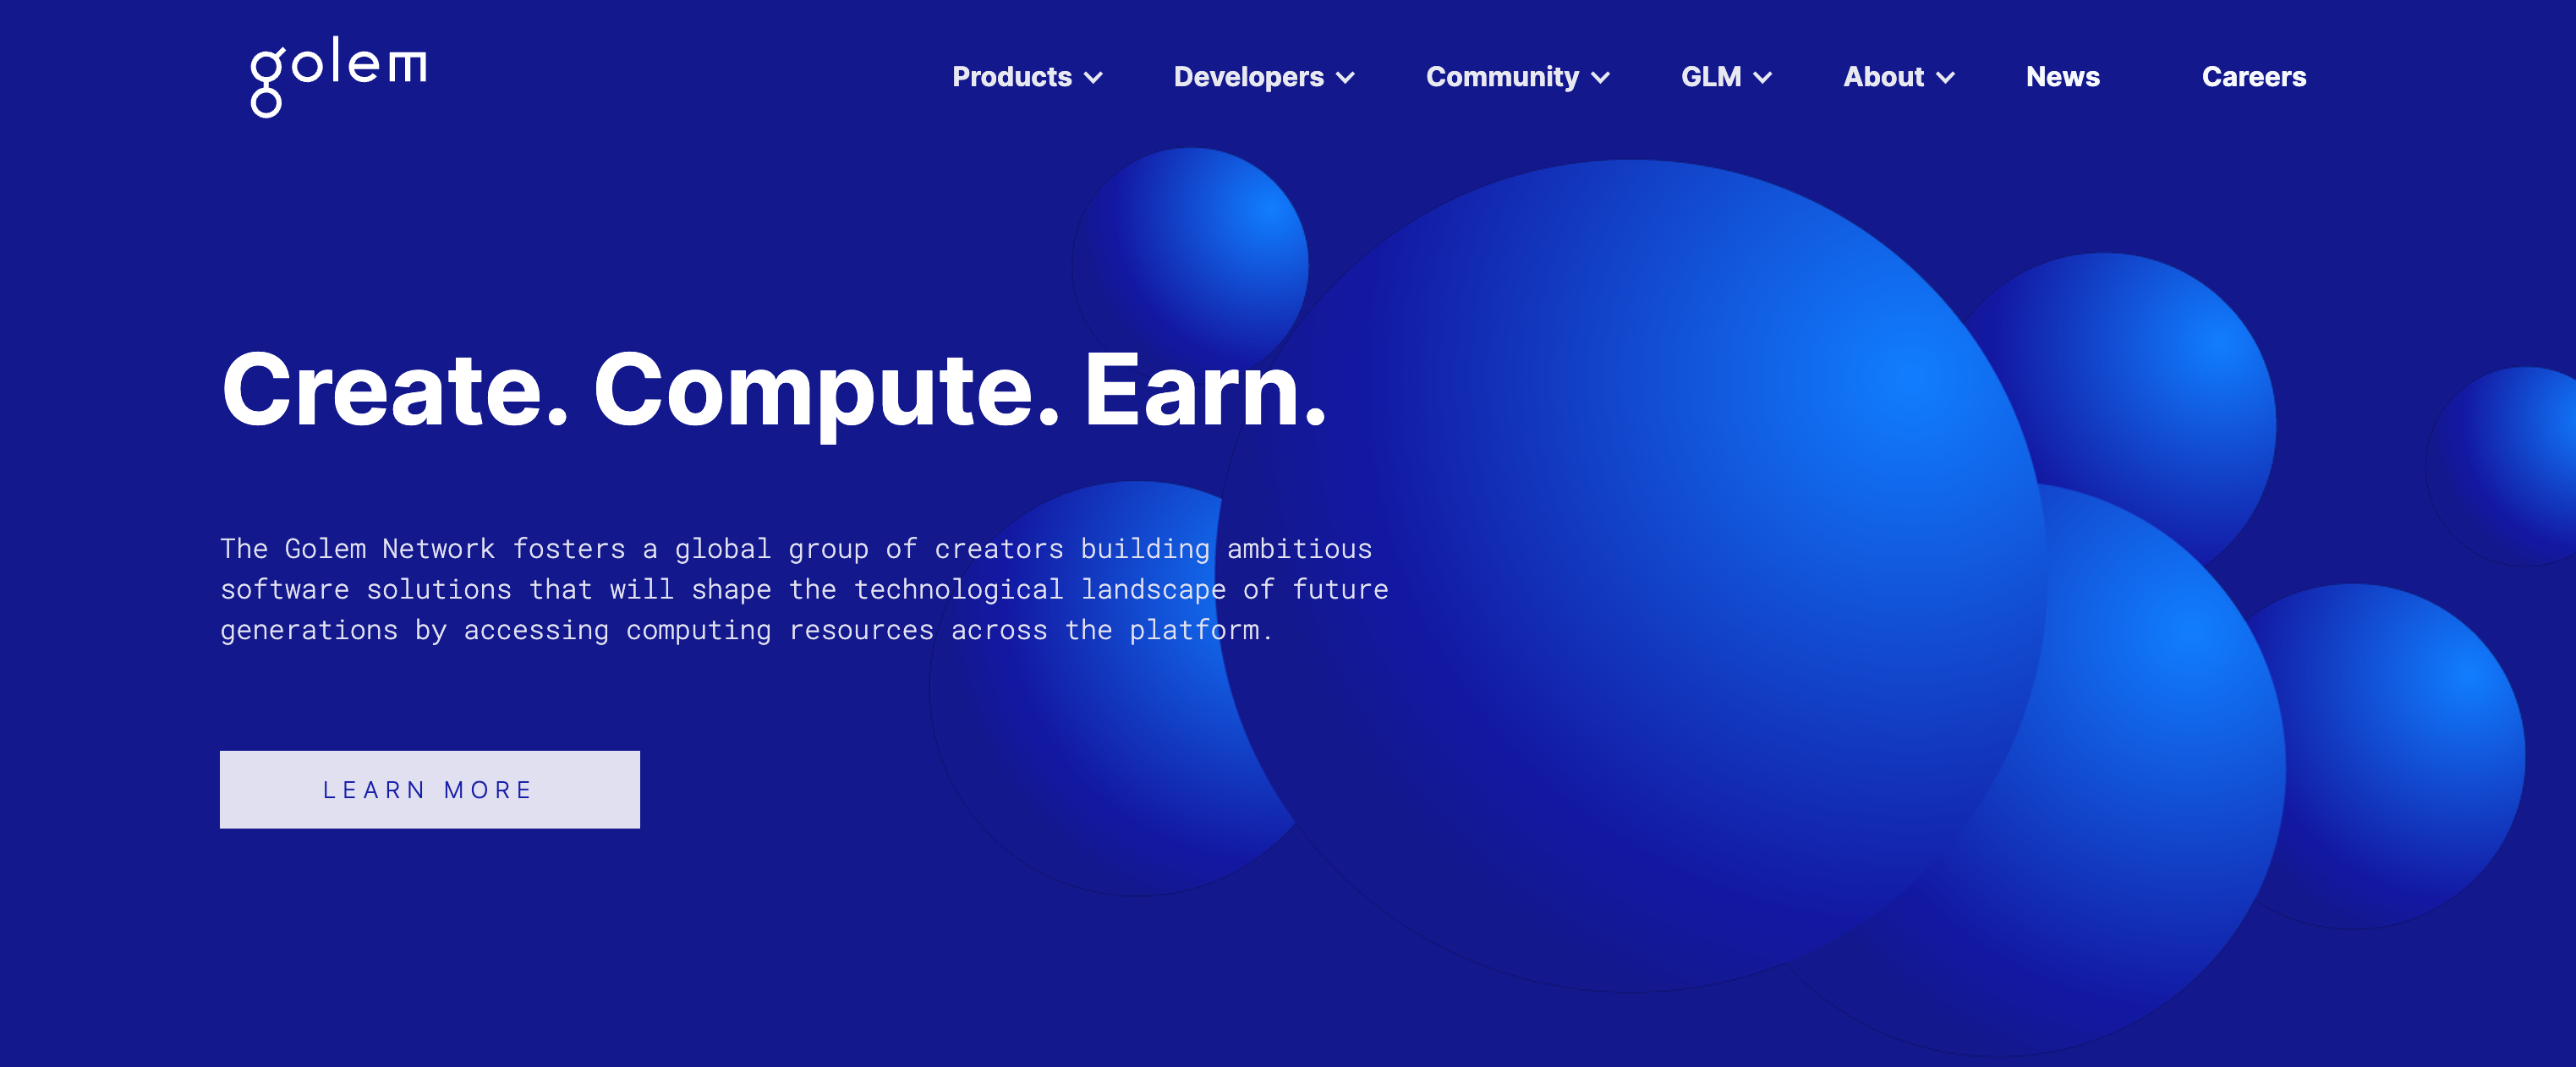 golem
Products
Developers
Community
GLM
About
News
Careers
Create. Compute. Earn.
The Golem Network fosters a global group of creators building ambitious
software solutions that will shape the technological landscape of future
generations by accessing computing resources across the platform.
LEARN MORE